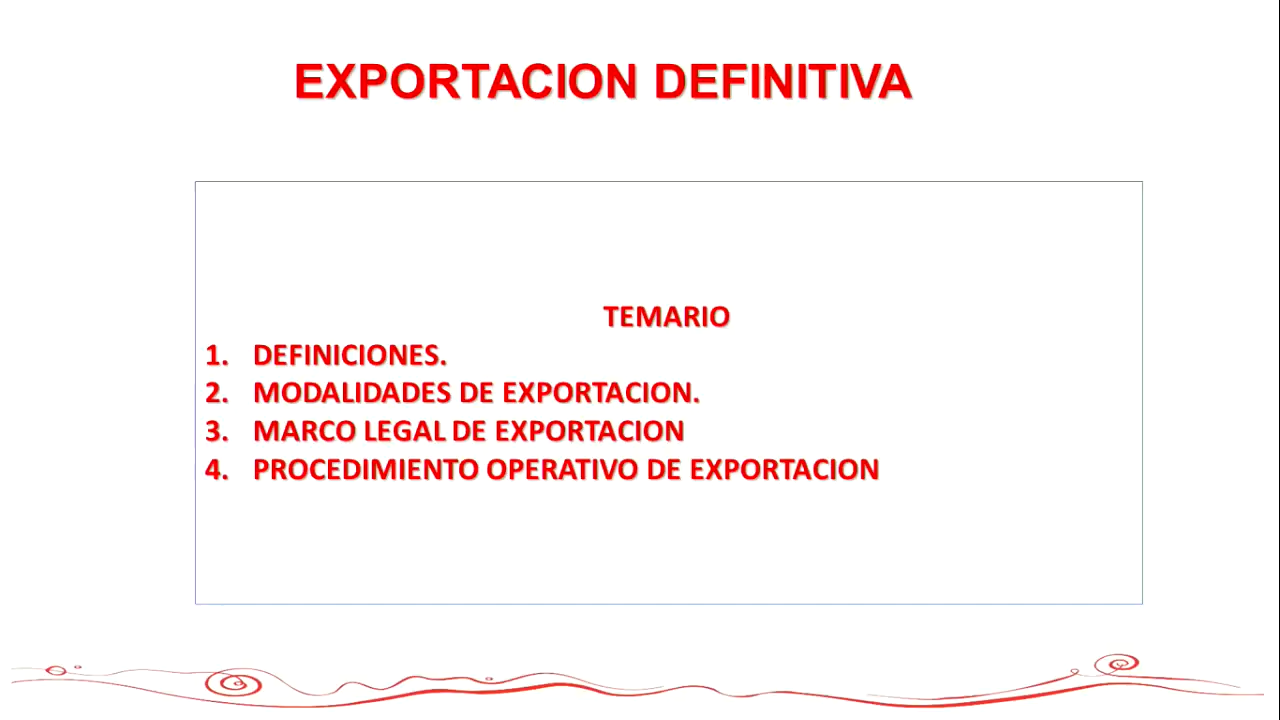 EXPORTACION DEFINITIVA
TEMARIO
1. DEFINICIONES.
2. MODALIDADES DE EXPORTACION.
3. MARCO LEGAL DE EXPORTACION
4. PROCEDIMIENTO OPERATIVO DE EXPORTACION